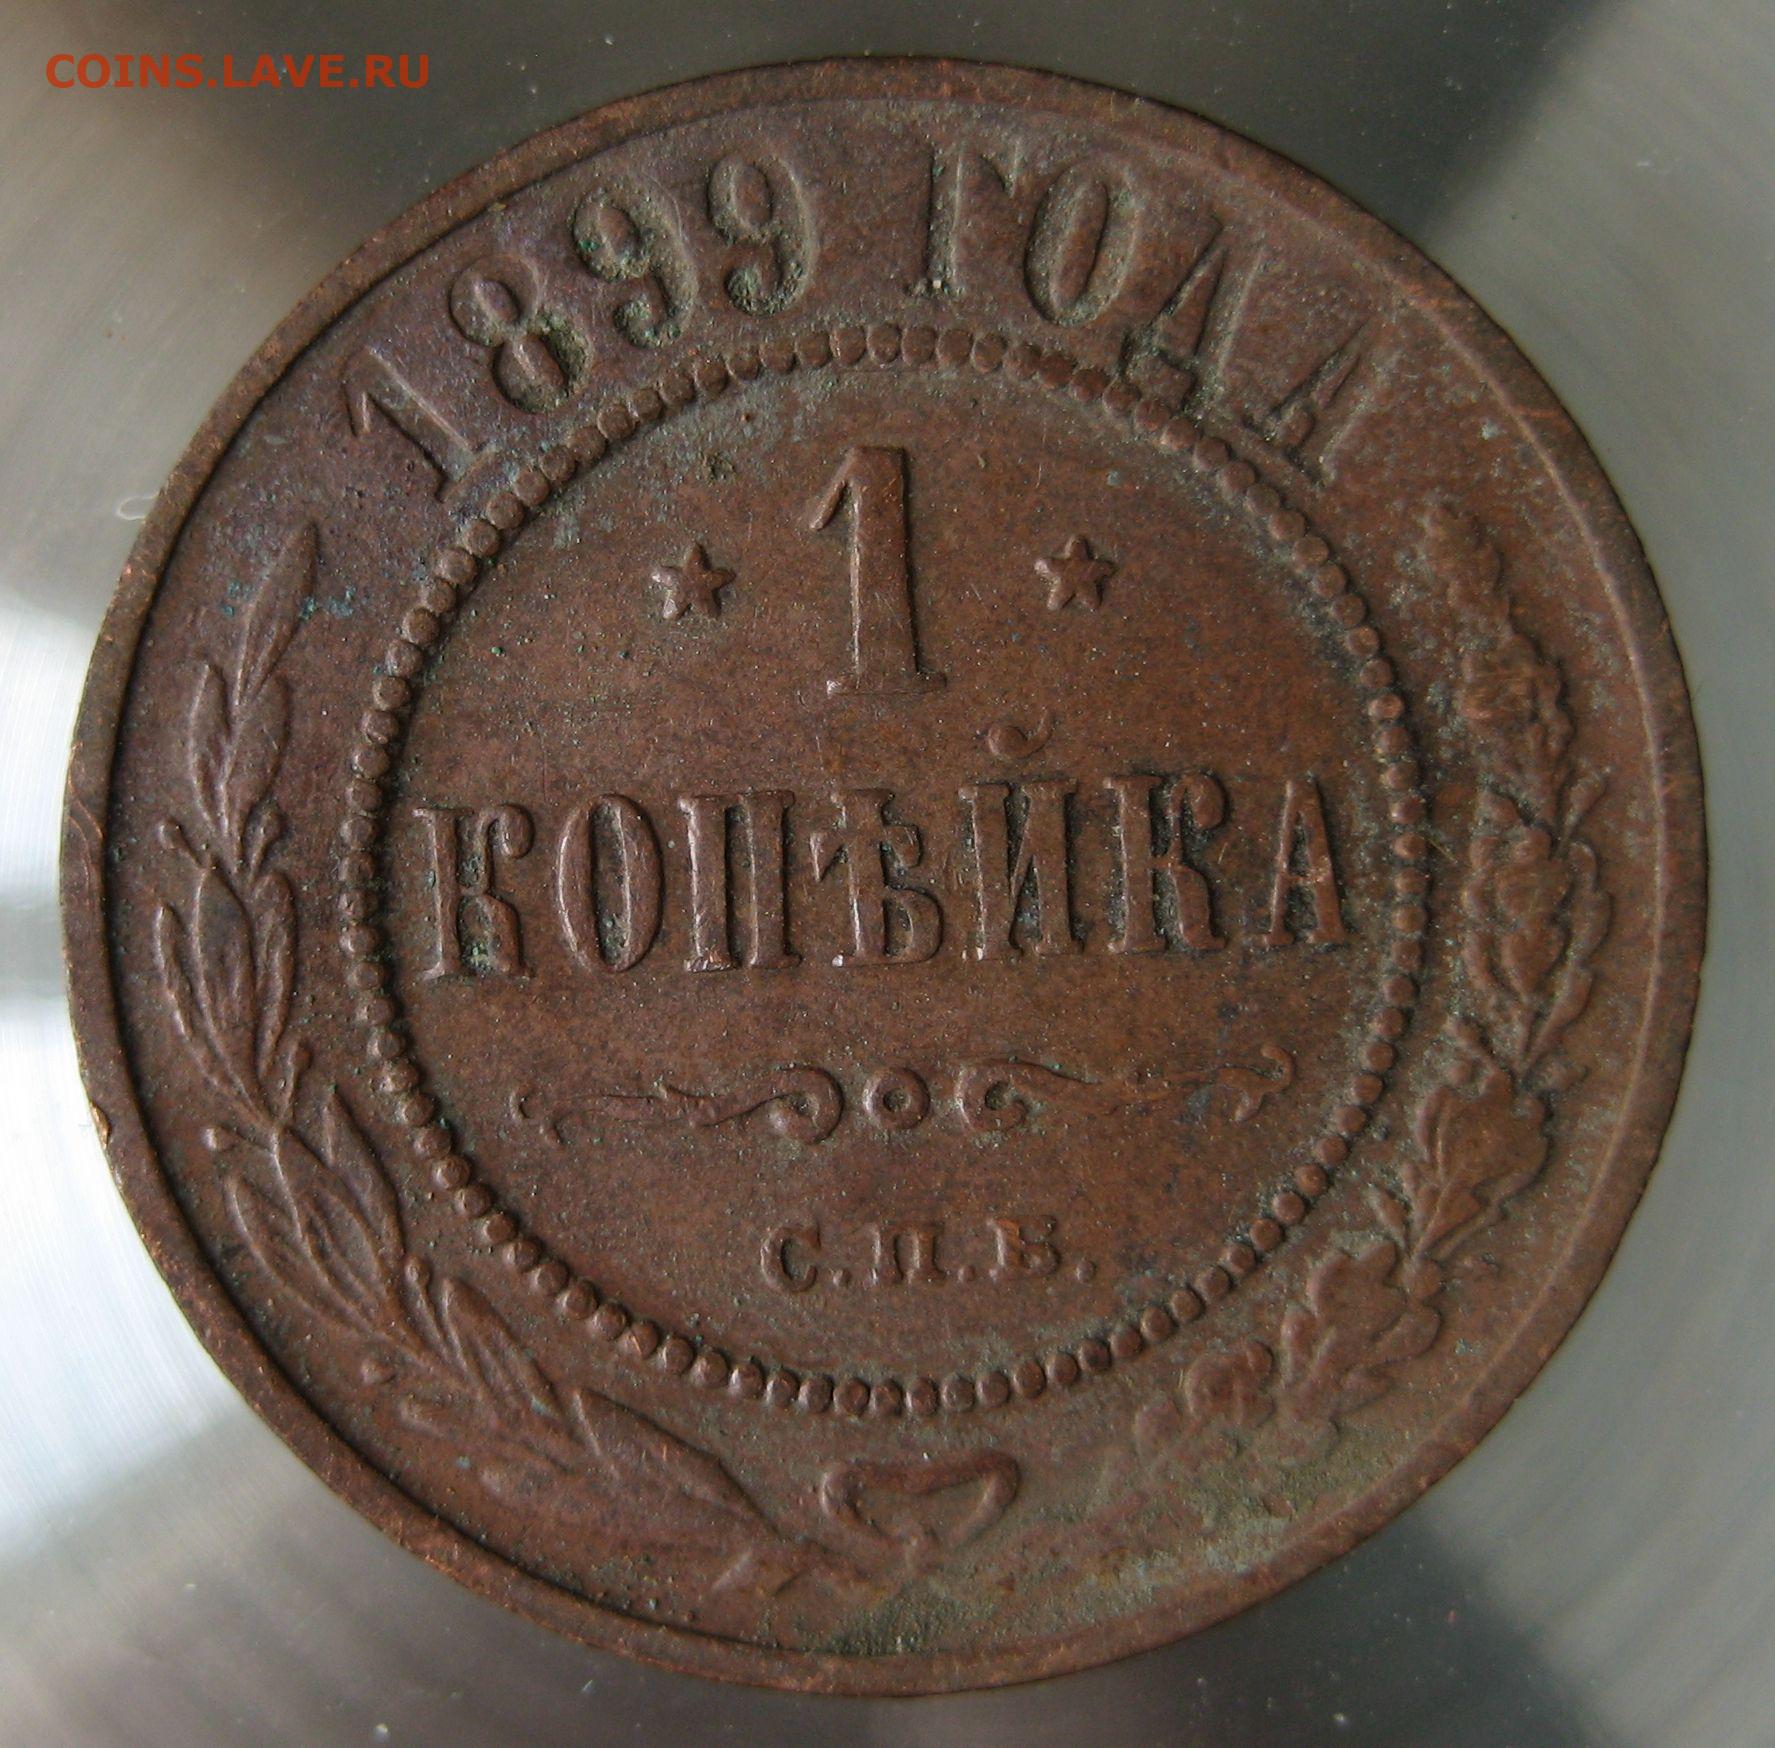 COINS.LAVE.RU
1899 ГОДА
1
КОПѢЙКА
С.П.Б.